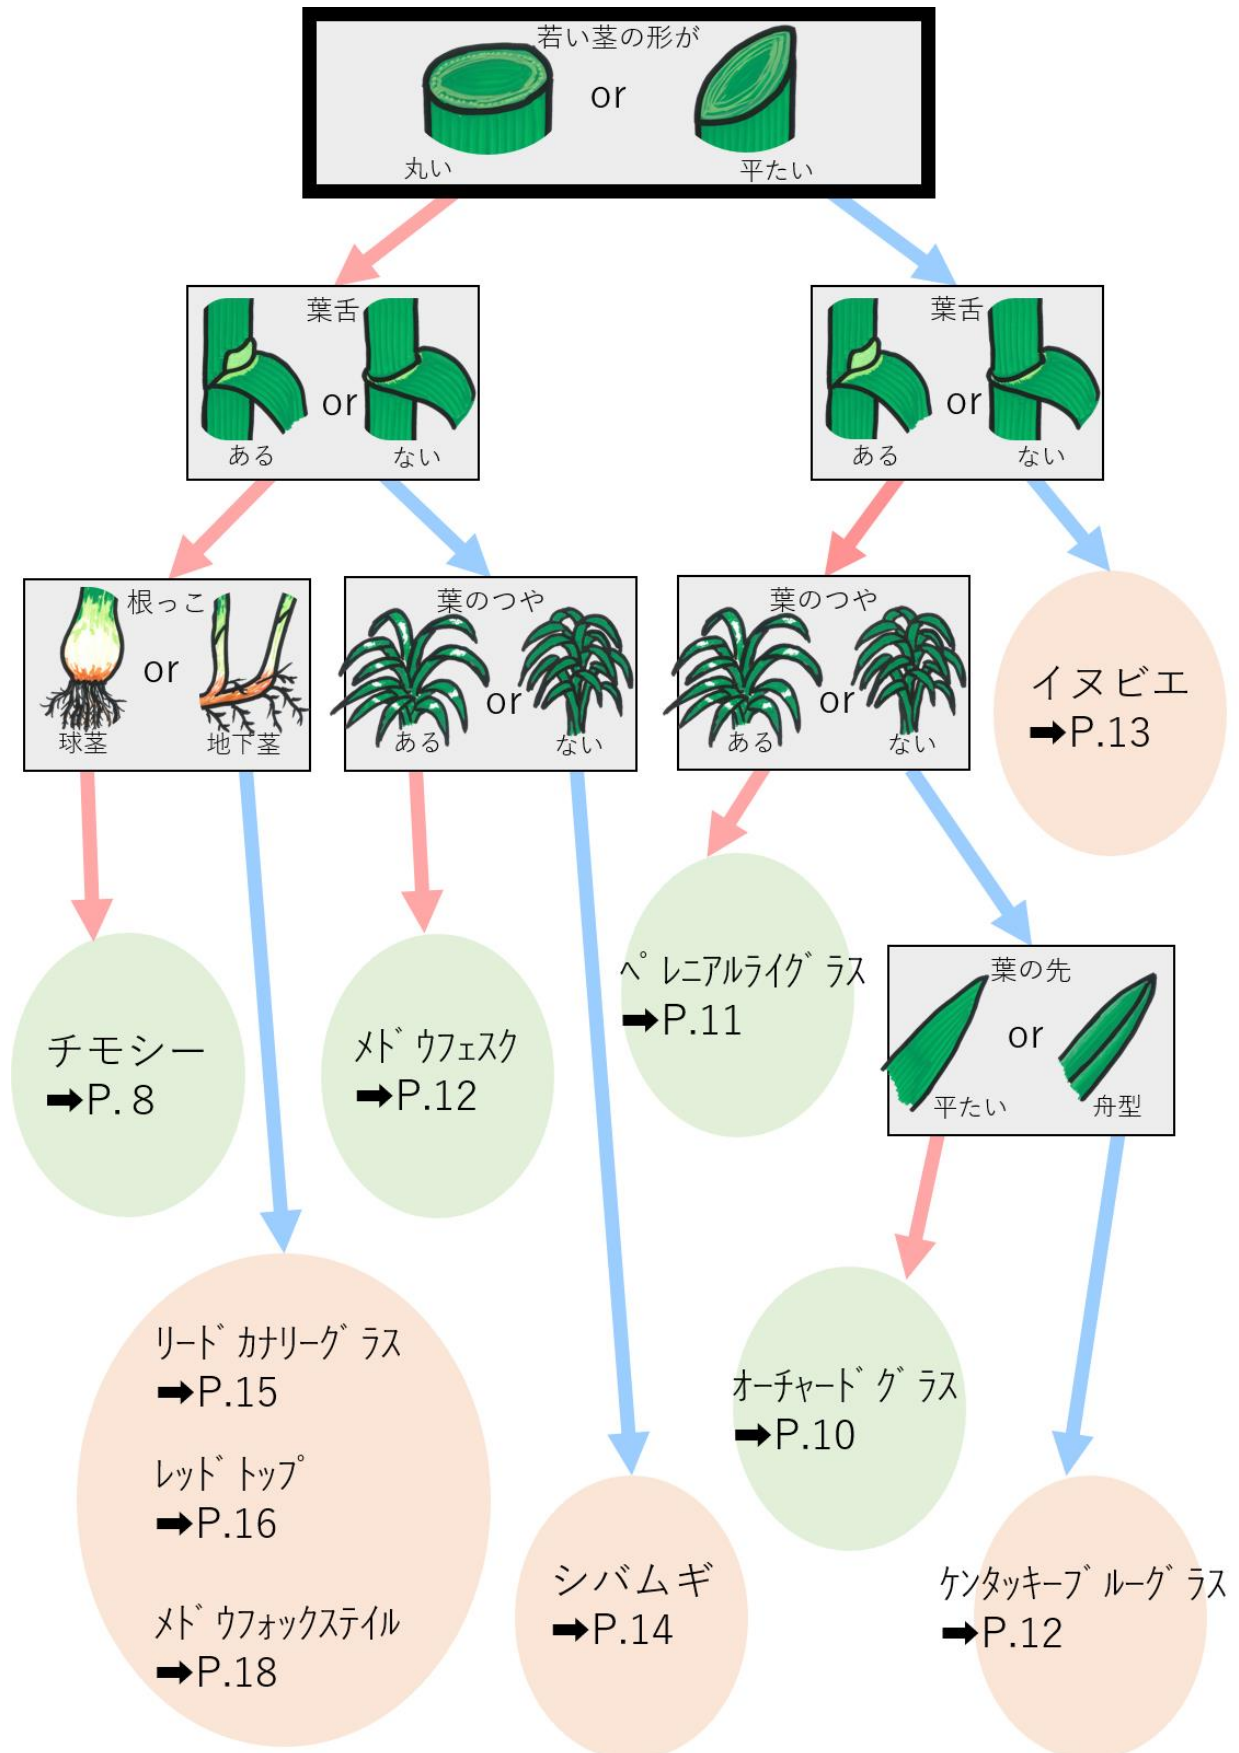 若い茎の形が
or
丸い
平たい
葉舌
or
ある
ない
葉舌
or
ある
ない
根っこ
or
球茎
地下茎
葉のつや
or
ある
ない
葉のつや
or
ある
ない
イヌビエ
➡P.13
チモシー
➡P. 8
ﾒﾄﾞｳﾌｪｽｸ
➡P.12
ﾍﾟﾚﾆｱﾙﾗｲｸﾞﾗｽ
➡P.11
葉の先
or
平たい
舟型
ﾘｰﾄﾞｶﾅﾘｰｸﾞﾗｽ
➡P.15
ﾚｯﾄﾞﾄｯﾌﾟ
➡P.16
ﾒﾄﾞｳﾌｫｯｸｽﾃｲﾙ
➡P.18
シバムギ
➡P.14
ｵｰﾁｬｰﾄﾞｸﾞﾗｽ
➡P.10
ｹﾝﾀｯｷｰﾌﾞﾙｰｸﾞﾗｽ
➡P.12